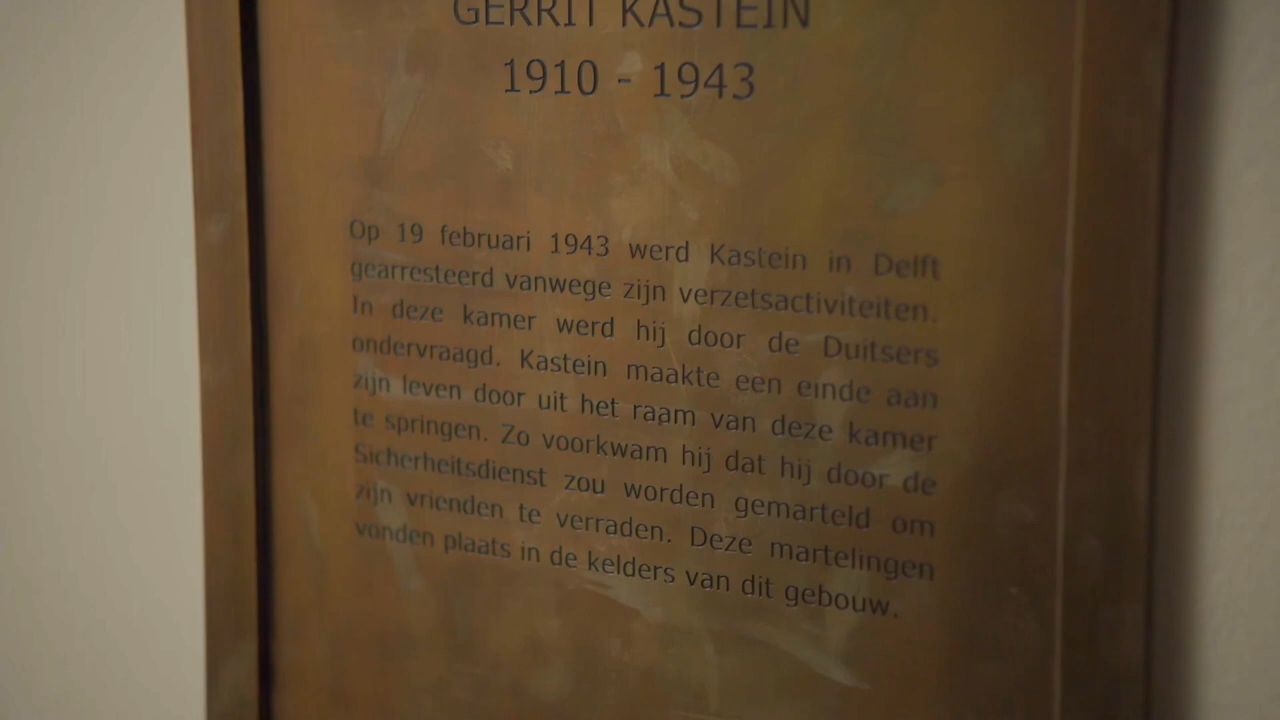 GERRIT KASTEIN
1910 - 1943
Op 19 februari 1943 werd Kastein in Delft
gearresteerd vanwege zijn verzetsactiviteiten.
In deze kamer werd hij door de Duitsers
ondervraagd. Kastein maakte een einde aan
zijn leven door uit het raam van deze kamer
te springen. Zo voorkwam hij dat hij door de
Sicherheitsdienst zou worden gemarteld om
zijn vrienden te verraden. Deze martelingen
vonden plaats in de kelders van dit gebouw.